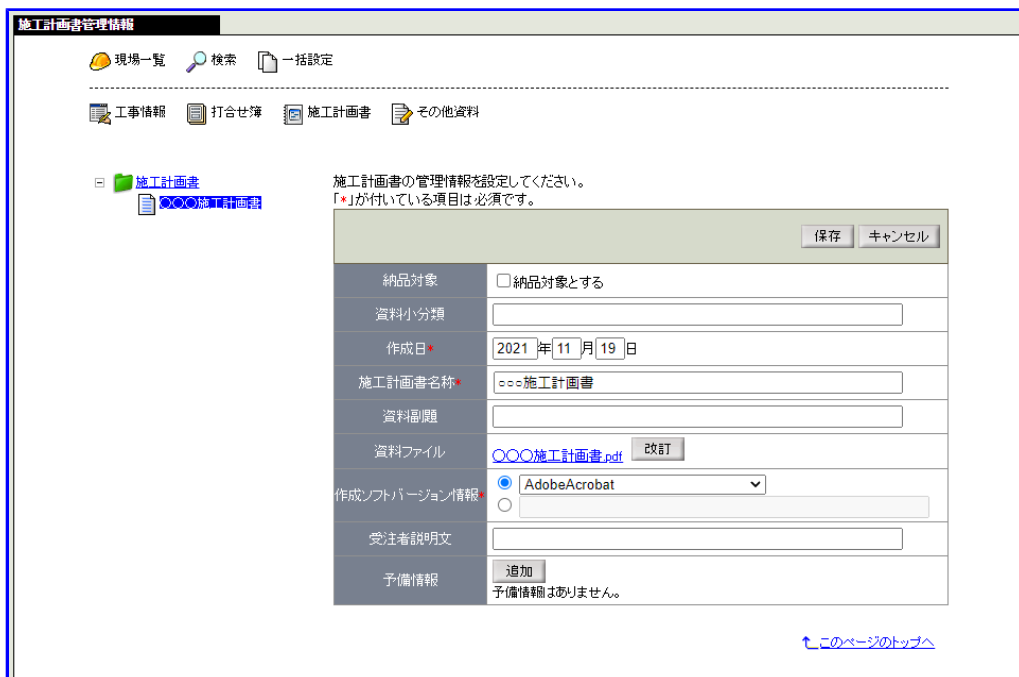 施工計画書管理情報
現場一覧 検索 一括設定
工事情報 打合せ簿 施工計画書 その他資料
施工計画書
〇〇〇施工計画書
施工計画書の管理情報を設定してください。
「*」が付いている項目は必須です。
保存 キャンセル
納品対象 納品対象とする
資料小分類
作成日* 2021 年 11 月 19 日
施工計画書名称* ○○○施工計画書
資料副題
資料ファイル 〇〇〇施工計画書.pdf 改訂
作成ソフトバージョン情報* AdobeAcrobat
受注者説明文
予備情報 追加
予備情報はありません。
↑ このページのトップへ